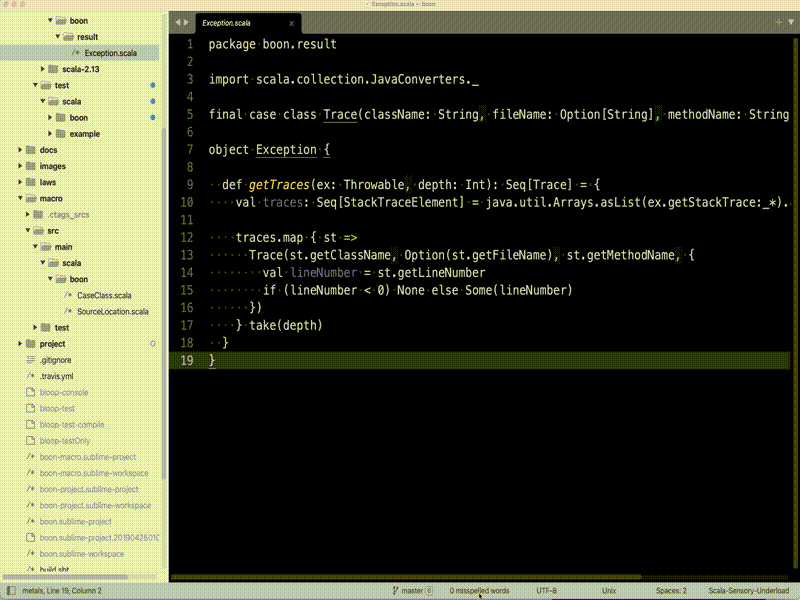 Exception.scala — boon
boon
result
Exception.scala
scala-2.13
test
scala
boon
example
docs
images
laws
macro
.ctags_srcs
src
main
scala
boon
CaseClass.scala
SourceLocation.scala
test
project
.gitignore
.travis.yml
bloop-console
bloop-test
bloop-test-compile
bloop-testOnly
boon-macro.sublime-project
boon-macro.sublime-workspace
boon-project.sublime-project
boon-project.sublime-workspace
boon.sublime-project
boon.sublime-project.20190425010
boon.sublime-workspace
build.sbt
Exception.scala
1 package boon.result
2
3 import scala.collection.JavaConverters._
4
5 final case class Trace(className: String, fileName: Option[String], methodName: String
6
7 object Exception {
8
9 def getTraces(ex: Throwable, depth: Int): Seq[Trace] = {
10 val traces: Seq[StackTraceElement] = java.util.Arrays.asList(ex.getStackTrace:_*).
11
12 traces.map { st =>
13 Trace(st.getClassName, Option(st.getFileName), st.getMethodName, {
14 val lineNumber = st.getLineNumber
15 if (lineNumber < 0) None else Some(lineNumber)
16 })
17 } take(depth)
18 }
19 }
metals, Line 19, Column 2 master 6 0 misspelled words UTF-8 Unix Spaces: 2 Scala-Sensory-Underload